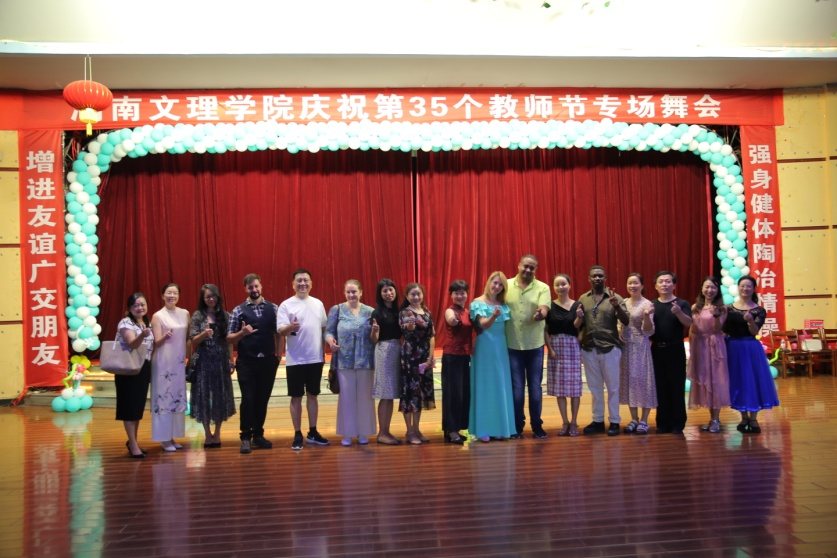 湖南文理学院庆祝第35个教师节专场舞会
增进友谊广交朋友
强身健体陶冶情操